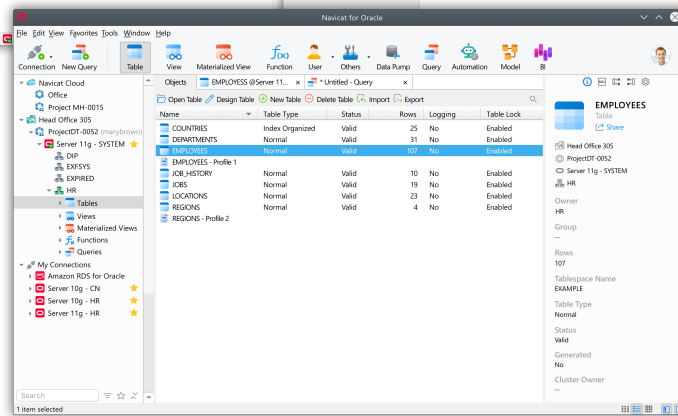 Navicat for Oracle
File Edit View Favorites Tools Window Help
Connection New Query Table View Materialized View Function User Others Data Pump Query Automation Model BI
Navicat Cloud
Office
Project MH-0015
Head Office 305
ProjectDT-0052 (marybrown)
Server 11g - SYSTEM
DIP
EXFSYS
EXPIRED
HR
Tables
Views
Materialized Views
Functions
Queries
My Connections
Amazon RDS for Oracle
Server 10g - CN
Server 10g - HR
Server 11g - HR
Search
Objects EMPLOYESS @Server 11... * Untitled - Query
Open Table Design Table New Table Delete Table Import Export
Name Table Type Status Rows Logging Table Lock
COUNTRIES Index Organized Valid 25 No Enabled
DEPARTMENTS Normal Valid 31 No Enabled
EMPLOYEES Normal Valid 107 No Enabled
EMPLOYEES - Profile 1
JOB_HISTORY Normal Valid 10 No Enabled
JOBS Normal Valid 19 No Enabled
LOCATIONS Normal Valid 23 No Enabled
REGIONS Normal Valid 4 No Enabled
REGIONS - Profile 2
EMPLOYEES
Table
Share
Head Office 305
ProjectDT-0052
Server 11g - SYSTEM
HR
Owner
HR
Group
--
Rows
107
Tablespace Name
EXAMPLE
Table Type
Normal
Status
Valid
Generated
No
Cluster Owner
--
1 item selected